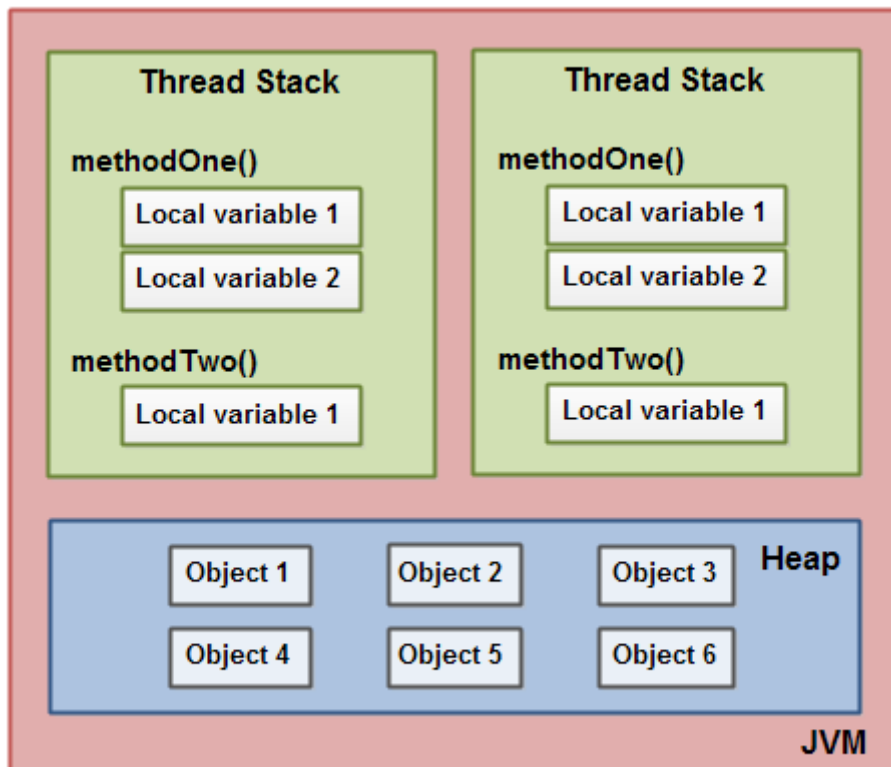 Thread Stack
methodOne()
Local variable 1
Local variable 2
methodTwo()
Local variable 1
Thread Stack
methodOne()
Local variable 1
Local variable 2
methodTwo()
Local variable 1
Heap
Object 1
Object 2
Object 3
Object 4
Object 5
Object 6
JVM